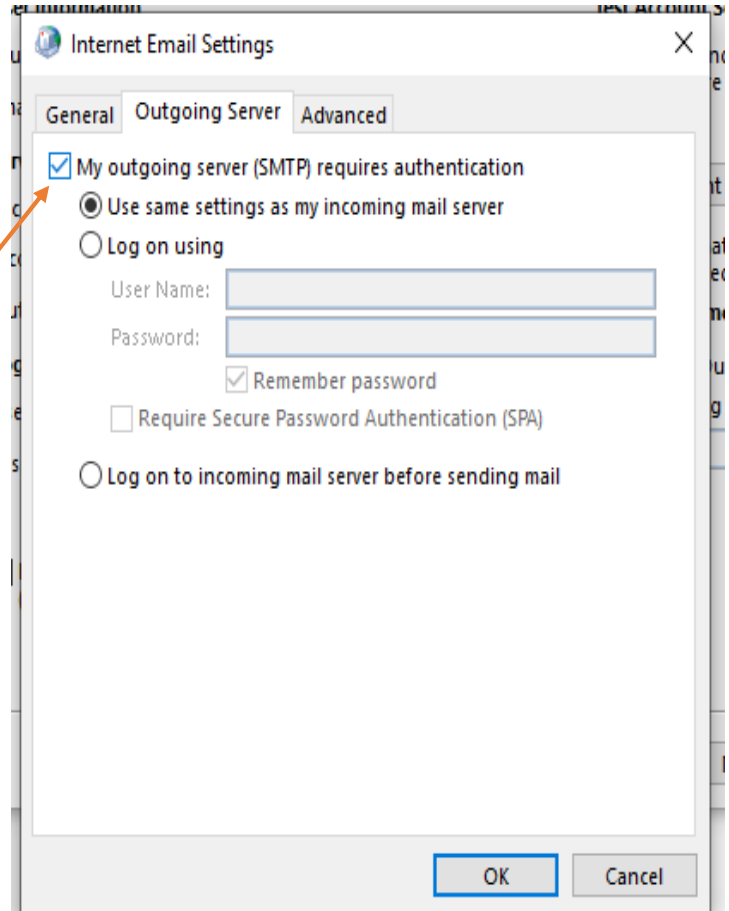 Internet Email Settings
General Outgoing Server Advanced
My outgoing server (SMTP) requires authentication
Use same settings as my incoming mail server
Log on using
User Name:
Password:
Remember password
Require Secure Password Authentication (SPA)
Log on to incoming mail server before sending mail
OK Cancel